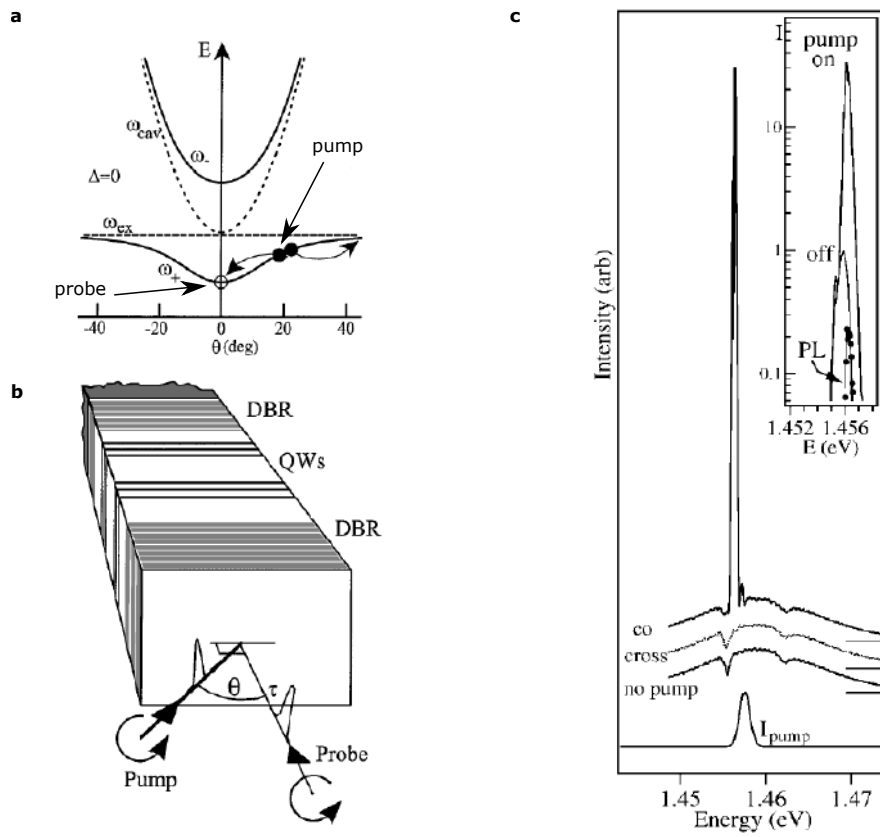 a
E
ω_cav
ω_-
pump
Δ=0
ω_ex
ω_+
probe
-40
-20
0
20
40
θ (deg)
b
DBR
QWs
DBR
θ
τ
Pump
Probe
c
Intensity (arb)
co
cross
no pump
I_pump
1.45
1.46
1.47
Energy (eV)
I
pump
on
10
off
1
PL
0.1
1.452
1.456
E (eV)